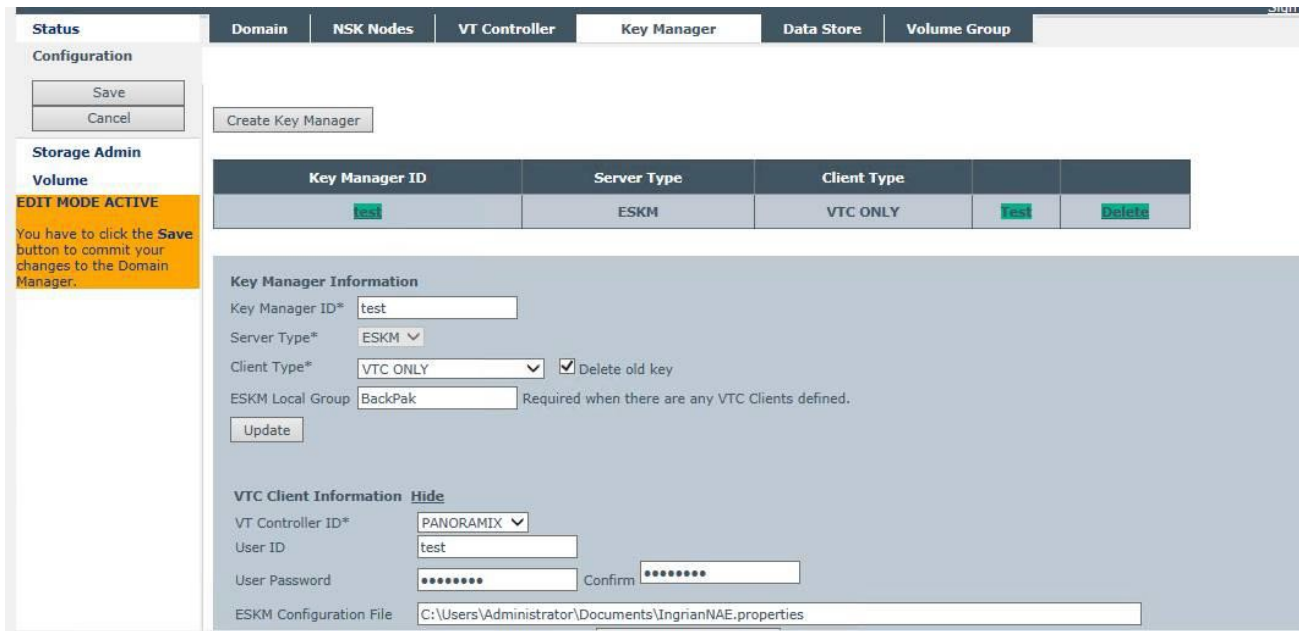 Sign
Status
Domain NSK Nodes VT Controller Key Manager Data Store Volume Group
Configuration
Save
Cancel
Create Key Manager
Storage Admin
Volume
Key Manager ID Server Type Client Type
test ESKM VTC ONLY Test Delete
EDIT MODE ACTIVE
You have to click the Save
button to commit your
changes to the Domain
Manager.
Key Manager Information
Key Manager ID* test
Server Type* ESKM
Client Type* VTC ONLY Delete old key
ESKM Local Group BackPak Required when there are any VTC Clients defined.
Update
VTC Client Information Hide
VT Controller ID* PANORAMIX
User ID test
User Password •••••••• Confirm ••••••••
ESKM Configuration File C:\Users\Administrator\Documents\IngrianNAE.properties